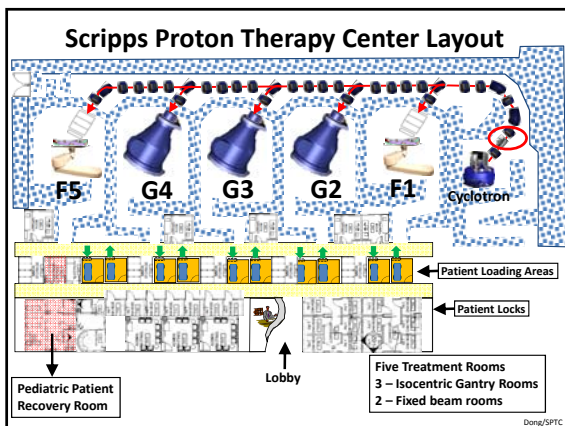 Scripps Proton Therapy Center Layout
F5
G4
G3
G2
F1
Cyclotron
Patient Loading Areas
Patient Locks
Lobby
Pediatric Patient
Recovery Room
Five Treatment Rooms
3 – Isocentric Gantry Rooms
2 – Fixed beam rooms
Dong/SPTC